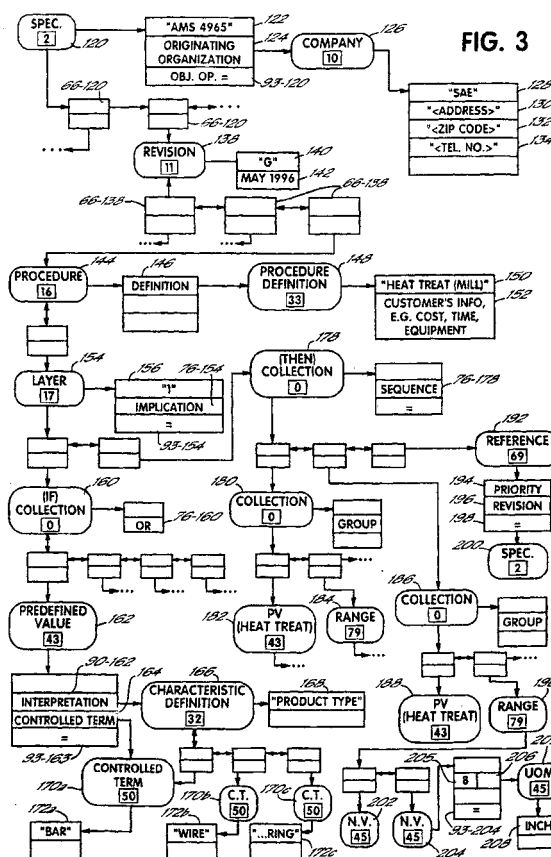 SPEC.
2
120
"AMS 4965"
122
ORIGINATING
ORGANIZATION
124
OBJ. OP. =
93-120
COMPANY
10
126
FIG. 3
"SAE"
128
"<ADDRESS>"
130
"<ZIP CODE>"
132
"<TEL. NO.>"
134
66-120
66-120
REVISION
11
138
"G"
140
MAY 1996
142
66-138
66-138
PROCEDURE
16
144
DEFINITION
146
PROCEDURE
DEFINITION
33
148
"HEAT TREAT (MILL)"
150
CUSTOMER'S INFO,
E.G. COST, TIME,
EQUIPMENT
152
LAYER
17
154
"1"
156
IMPLICATION
76-154
=
93-154
(THEN)
COLLECTION
0
178
SEQUENCE
76-178
=
REFERENCE
69
192
PRIORITY
194
REVISION
196
=
198
SPEC.
2
200
(IF)
COLLECTION
0
160
OR
76-160
COLLECTION
0
180
GROUP
COLLECTION
0
186
GROUP
PREDEFINED
VALUE
43
162
PV
(HEAT TREAT)
43
182
RANGE
79
184
PV
(HEAT TREAT)
43
188
RANGE
79
90-162
INTERPRETATION
164
CONTROLLED TERM
=
93-163
CHARACTERISTIC
DEFINITION
32
166
"PRODUCT TYPE"
168
CONTROLLED
TERM
50
170a
"BAR"
172a
C.T.
50
170b
"WIRE"
172b
C.T.
50
170c
"...RING"
172c
N.V.
45
202
N.V.
45
204
205
8
206
=
93-204
UOM
45
INCH
208